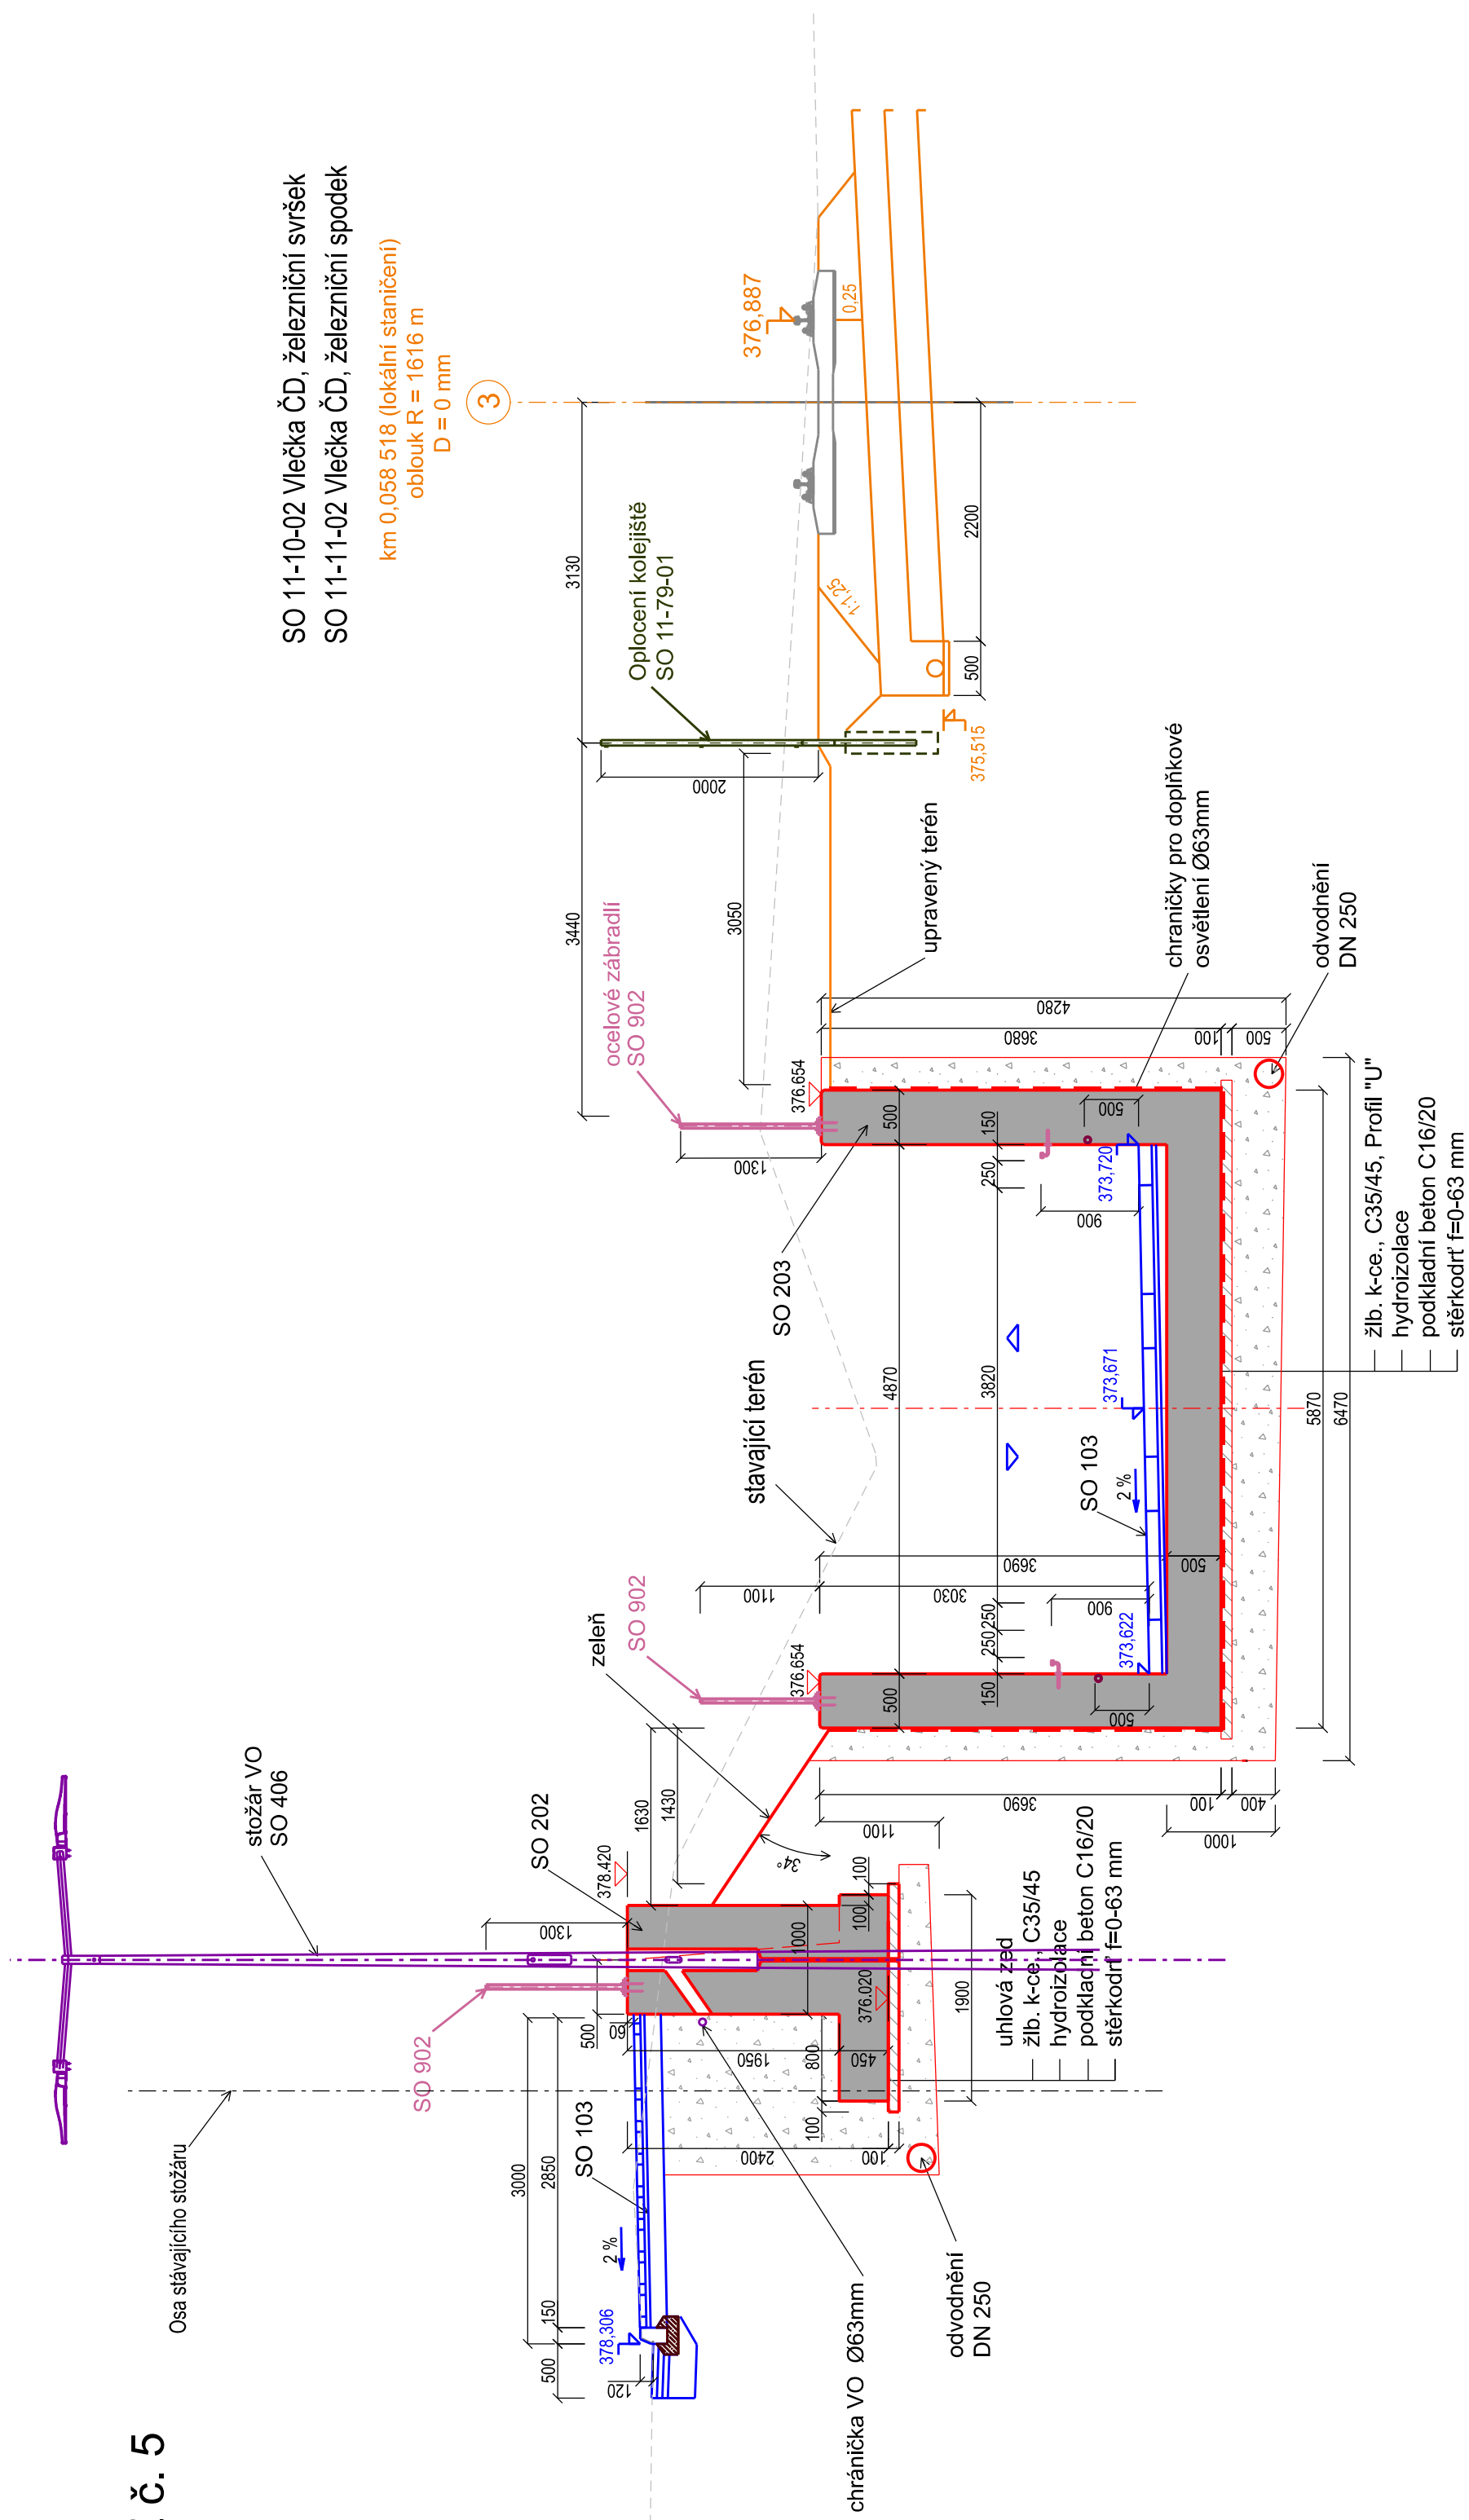 č. 5
Osa stávajícího stožáru
stožár VO
SO 406
SO 11-10-02 Vlečka ČD, železniční svršek
SO 11-11-02 Vlečka ČD, železniční spodek
km 0,058 518 (lokální staničení)
oblouk R = 1616 m
D = 0 mm
3
376,887
0,25
3130
2200
500
1:1,25
375,515
Oplocení kolejiště
SO 11-79-01
2000
3440
3050
ocelové zábradlí
SO 902
1300
376.654
upravený terén
chraničky pro doplňkové
osvětlení Ø63mm
odvodnění
DN 250
4280
3680
100
500
500
150
250
500
373,720
900
SO 203
stavající terén
4870
3820
373,671
SO 103
2 %
3690
500
1100
3030
900
250
250
150
373,622
500
500
376.654
SO 902
zeleň
5870
6470
žlb. k-ce., C35/45, Profil "U"
hydroizolace
podkladní beton C16/20
stěrkodrť f=0-63 mm
1630
1430
34°
3690
100
400
1100
1000
SO 202
378.420
1300
SO 902
500
60
1000
100
100
1950
800
450
376.020
1900
2400
100
100
uhlová zeď
žlb. k-ce., C35/45
hydroizolace
podkladní beton C16/20
stěrkodrť f=0-63 mm
3000
2850
150
500
SO 103
2 %
378,306
120
chránička VO Ø63mm
odvodnění
DN 250